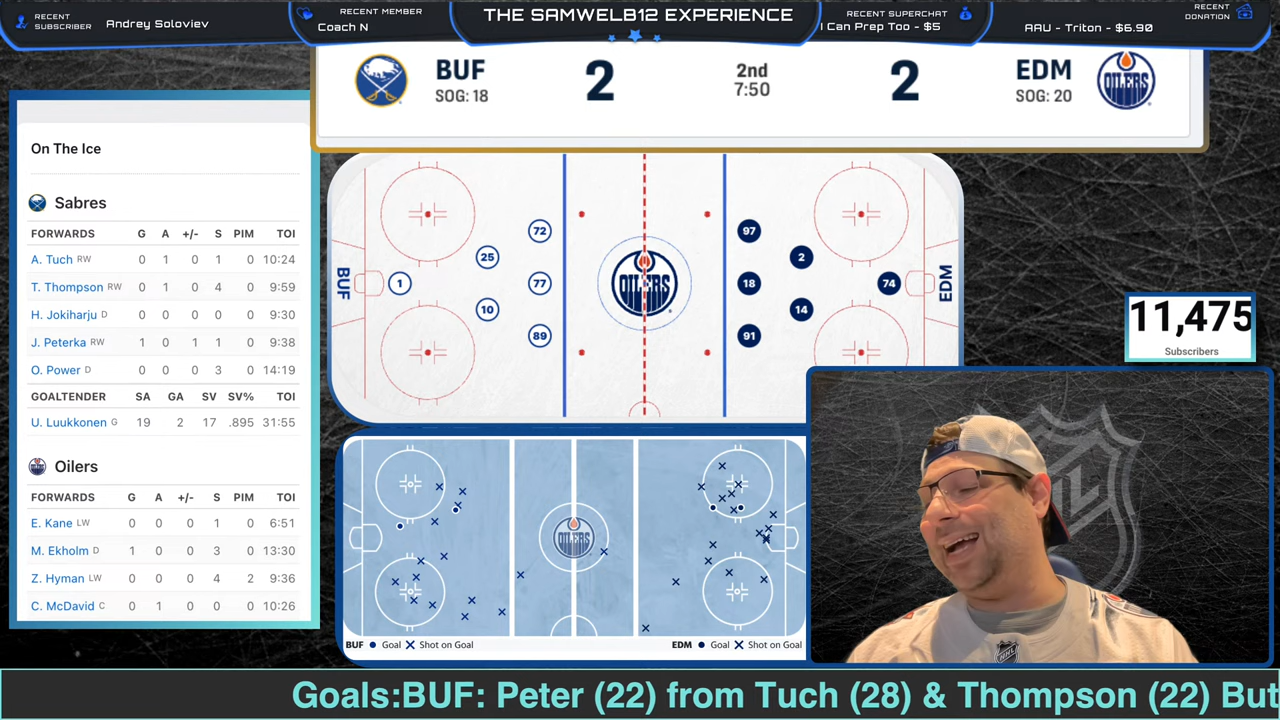 RECENT SUBSCRIBER
Andrey Soloviev
RECENT MEMBER
Coach N
THE SAMWELB12 EXPERIENCE
RECENT SUPERCHAT
I Can Prep Too - $5
RECENT DONATION
AAU - Triton - $6.90
BUF
SOG: 18
2
2nd
7:50
2
EDM
SOG: 20
OILERS
On The Ice
Sabres
FORWARDS G A +/- S PIM TOI
A. Tuch RW 0 1 0 1 0 10:24
T. Thompson RW 0 1 0 4 0 9:59
H. Jokiharju D 0 0 0 0 0 9:30
J. Peterka RW 1 0 1 1 0 9:38
O. Power D 0 0 0 3 0 14:19
GOALTENDER SA GA SV SV% TOI
U. Luukkonen G 19 2 17 .895 31:55
Oilers
FORWARDS G A +/- S PIM TOI
E. Kane LW 0 0 0 1 0 6:51
M. Ekholm D 1 0 0 3 0 13:30
Z. Hyman LW 0 0 0 4 2 9:36
C. McDavid C 0 1 0 0 0 10:26
BUF
1
25
10
72
77
89
OILERS
97
18
91
2
14
74
EDM
11,475
Subscribers
OILERS
BUF Goal Shot on Goal
EDM Goal Shot on Goal
NHL
Goals:BUF: Peter (22) from Tuch (28) & Thompson (22) But